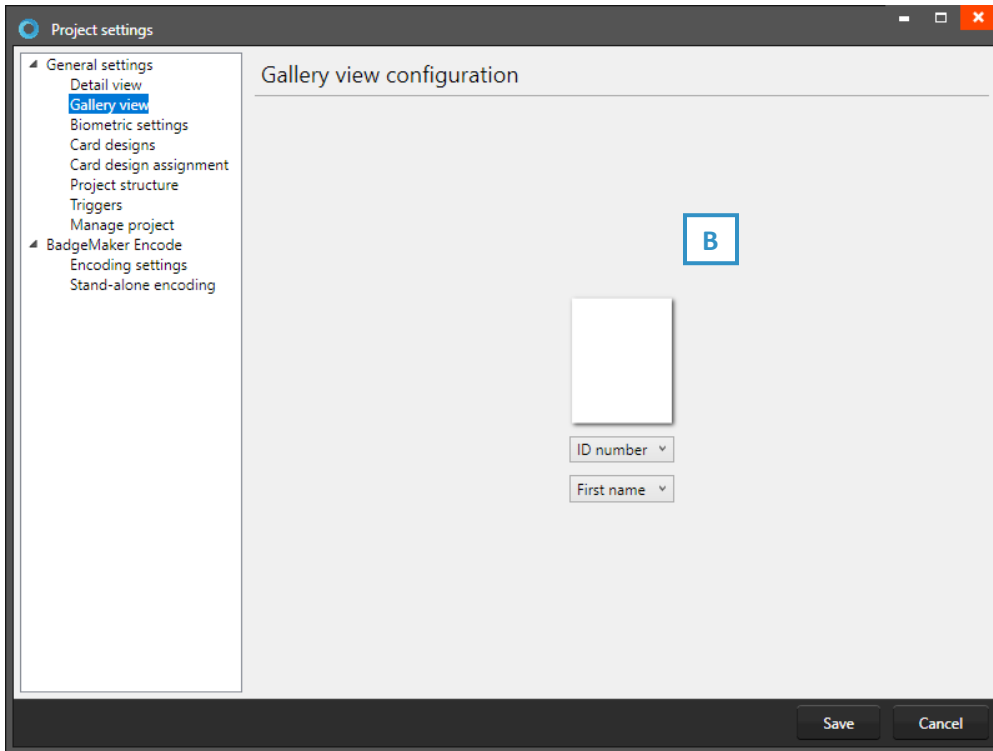 Project settings
General settings
Detail view
Gallery view
Biometric settings
Card designs
Card design assignment
Project structure
Triggers
Manage project
BadgeMaker Encode
Encoding settings
Stand-alone encoding
Gallery view configuration
B
ID number
First name
Save
Cancel